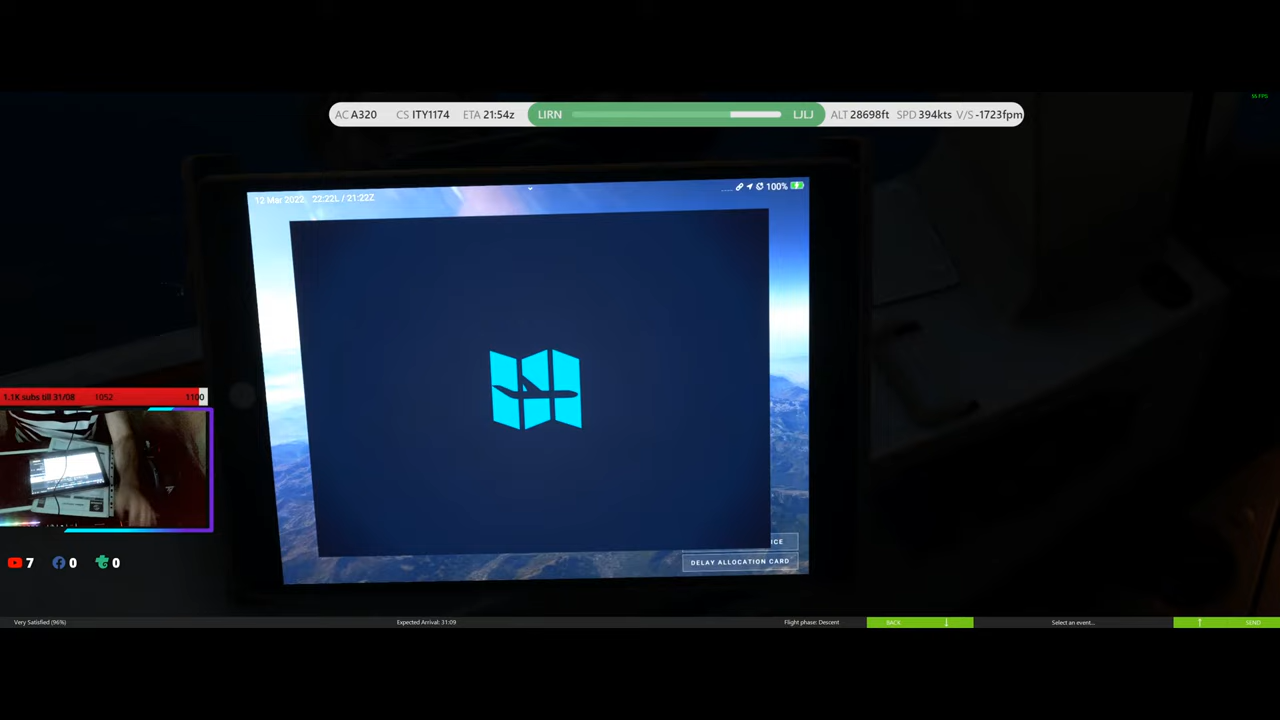 55 FPS
AC A320 CS ITY1174 ETA 21:54z LIRN LJLJ ALT 28698ft SPD 394kts V/S -1723fpm
12 Mar 2022 22:22L / 21:22Z
100%
1.1K subs till 31/08 1052 1100
ICE
DELAY ALLOCATION CARD
7 0 0
Very Satisfied (96%) Expected Arrival: 31:09 Flight phase: Descent BACK ↓ Select an event... ↑ SEND